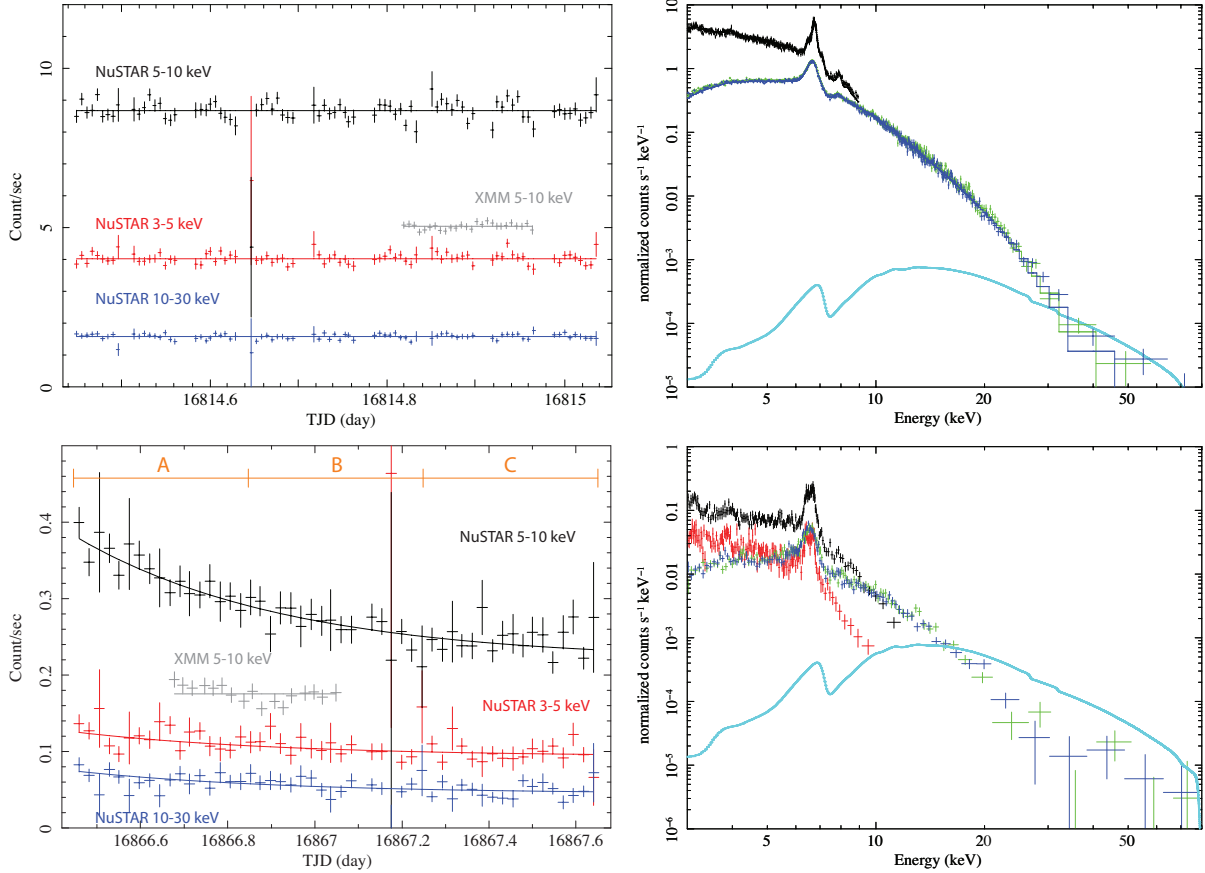 NuSTAR 5-10 keV
XMM 5-10 keV
NuSTAR 3-5 keV
NuSTAR 10-30 keV
Count/sec
0
5
10
16814.6
16814.8
16815
TJD (day)
normalized counts s⁻¹ keV⁻¹
10
1
0.1
0.01
10⁻³
10⁻⁴
10⁻⁵
5
10
20
50
Energy (keV)
A
B
C
NuSTAR 5-10 keV
XMM 5-10 keV
NuSTAR 3-5 keV
NuSTAR 10-30 keV
Count/sec
0
0.1
0.2
0.3
0.4
16866.6
16866.8
16867
16867.2
16867.4
16867.6
TJD (day)
normalized counts s⁻¹ keV⁻¹
1
0.1
0.01
10⁻³
10⁻⁴
10⁻⁵
10⁻⁶
5
10
20
50
Energy (keV)